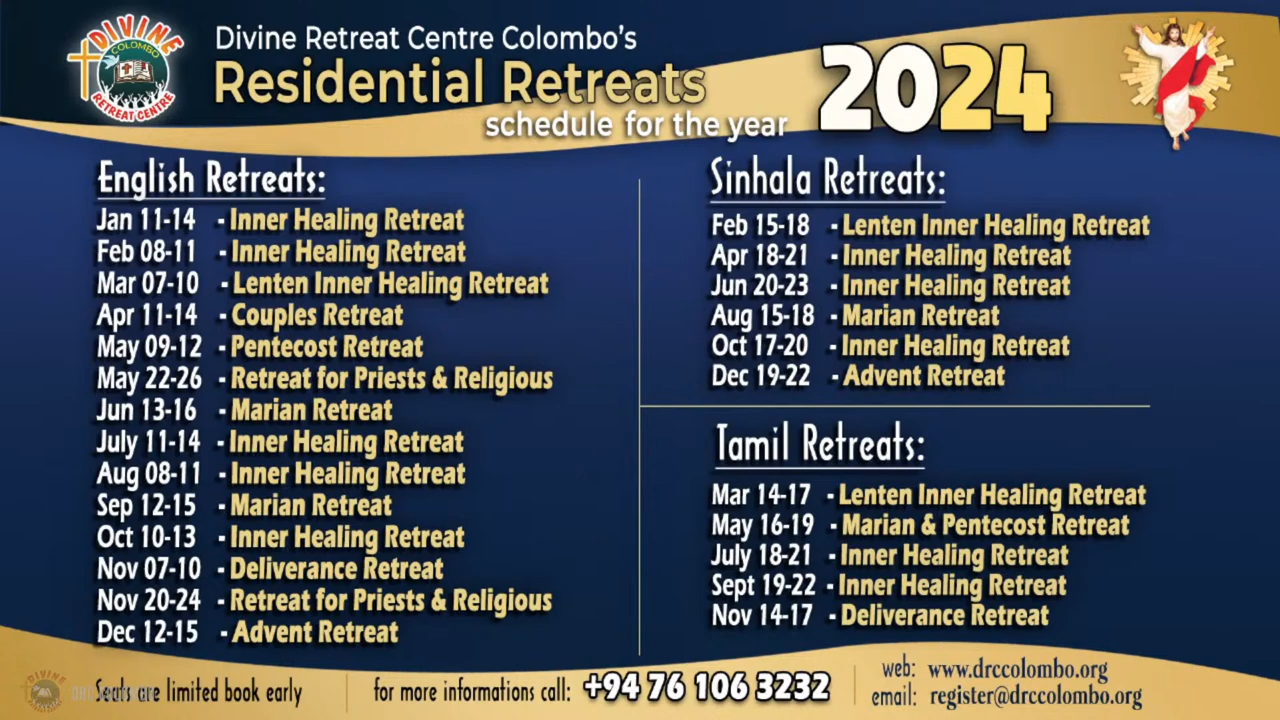 DIVINE
COLOMBO
RETREAT CENTRE
Divine Retreat Centre Colombo's
Residential Retreats
schedule for the year
2024
English Retreats:
Jan 11-14 - Inner Healing Retreat
Feb 08-11 - Inner Healing Retreat
Mar 07-10 - Lenten Inner Healing Retreat
Apr 11-14 - Couples Retreat
May 09-12 - Pentecost Retreat
May 22-26 - Retreat for Priests & Religious
Jun 13-16 - Marian Retreat
July 11-14 - Inner Healing Retreat
Aug 08-11 - Inner Healing Retreat
Sep 12-15 - Marian Retreat
Oct 10-13 - Inner Healing Retreat
Nov 07-10 - Deliverance Retreat
Nov 20-24 - Retreat for Priests & Religious
Dec 12-15 - Advent Retreat
Sinhala Retreats:
Feb 15-18 - Lenten Inner Healing Retreat
Apr 18-21 - Inner Healing Retreat
Jun 20-23 - Inner Healing Retreat
Aug 15-18 - Marian Retreat
Oct 17-20 - Inner Healing Retreat
Dec 19-22 - Advent Retreat
Tamil Retreats:
Mar 14-17 - Lenten Inner Healing Retreat
May 16-19 - Marian & Pentecost Retreat
July 18-21 - Inner Healing Retreat
Sept 19-22 - Inner Healing Retreat
Nov 14-17 - Deliverance Retreat
DIVINE
Seats are limited book early
for more informations call: +94 76 106 3232
web: www.drccolombo.org
email: register@drccolombo.org